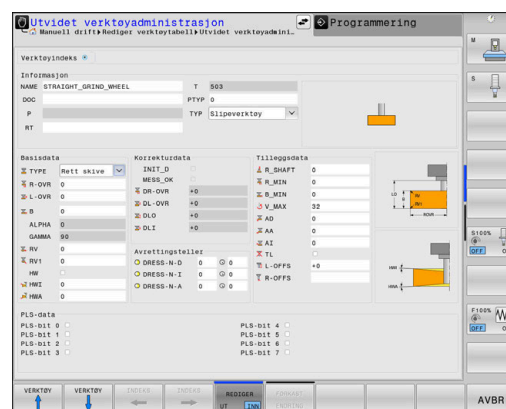 Utvidet verktøyadministrasjon
Programmering
Manuell drift▸Rediger verktøytabell▸Utvidet verktøyadmini…
Verktøyindeks
Informasjon
NAME STRAIGHT_GRIND_WHEEL T 503
DOC PTYP 0
P TYP Slipeverktøy
RT
Basisdata Korrekturdata Tilleggsdata
TYPE Rett skive INIT_D R_SHAFT 0
R-OVR 0 MESS_OK R_MIN 0
L-OVR 0 DR-OVR +0 B_MIN 0
B 0 DL-OVR +0 V_MAX 32
ALPHA 0 DLO +0 AD 0
GAMMA 90 DLI +0 AA 0
RV 0 Avrettingsteller AI 0
RV1 0 DRESS-N-D 0 0 TL
HW DRESS-N-I 0 0 L-OFFS +0
HWI 0 DRESS-N-A 0 0 R-OFFS
HWA 0
LO
B
RV
RV1
HWI
HWA
PLS-data
PLS-bit 0 PLS-bit 4
PLS-bit 1 PLS-bit 5
PLS-bit 2 PLS-bit 6
PLS-bit 3 PLS-bit 7
M
S
S100%
OFF
F100%
OFF
VERKTØY
VERKTØY
INDEKS
INDEKS
REDIGER
UT INN
AVBR